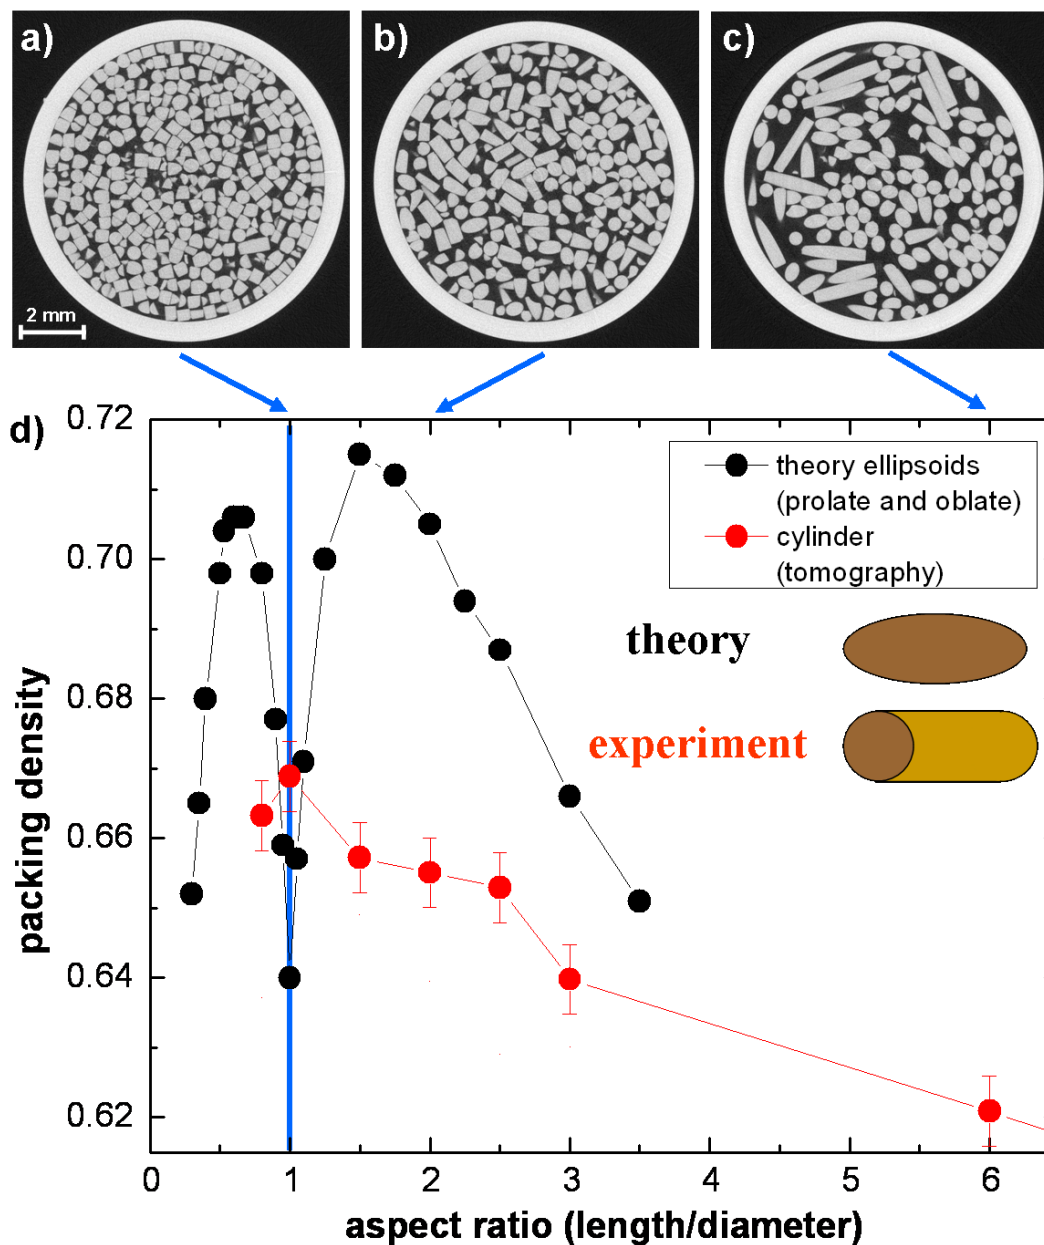 a)
b)
c)
2 mm
d)
0.72
0.70
0.68
0.66
0.64
0.62
packing density
theory ellipsoids
(prolate and oblate)
cylinder
(tomography)
theory
experiment
0 1 2 3 4 5 6
aspect ratio (length/diameter)